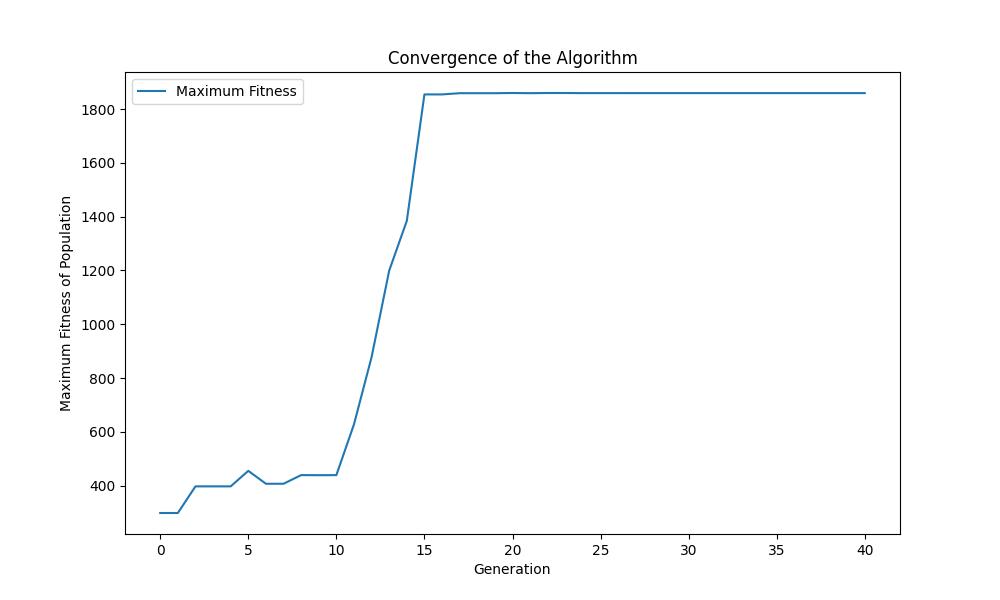 Convergence of the Algorithm
Maximum Fitness
Maximum Fitness of Population
1800
1600
1400
1200
1000
800
600
400
0 5 10 15 20 25 30 35 40
Generation